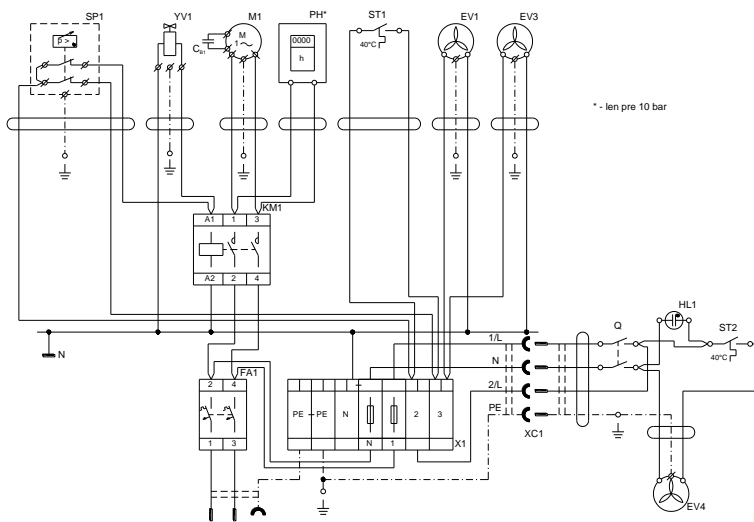 SP1 YV1 M1 PH* ST1 EV1 EV3
p >
M
1
0000
h
C B1
40°C
* - len pre 10 bar
KM1
A1 1 3
A2 2 4
HL1
Q
ST2
40°C
N
1/L
N
2/L
PE
XC1
FA1
2 4
1 3
PE PE N 2 3
N 1
X1
EV4